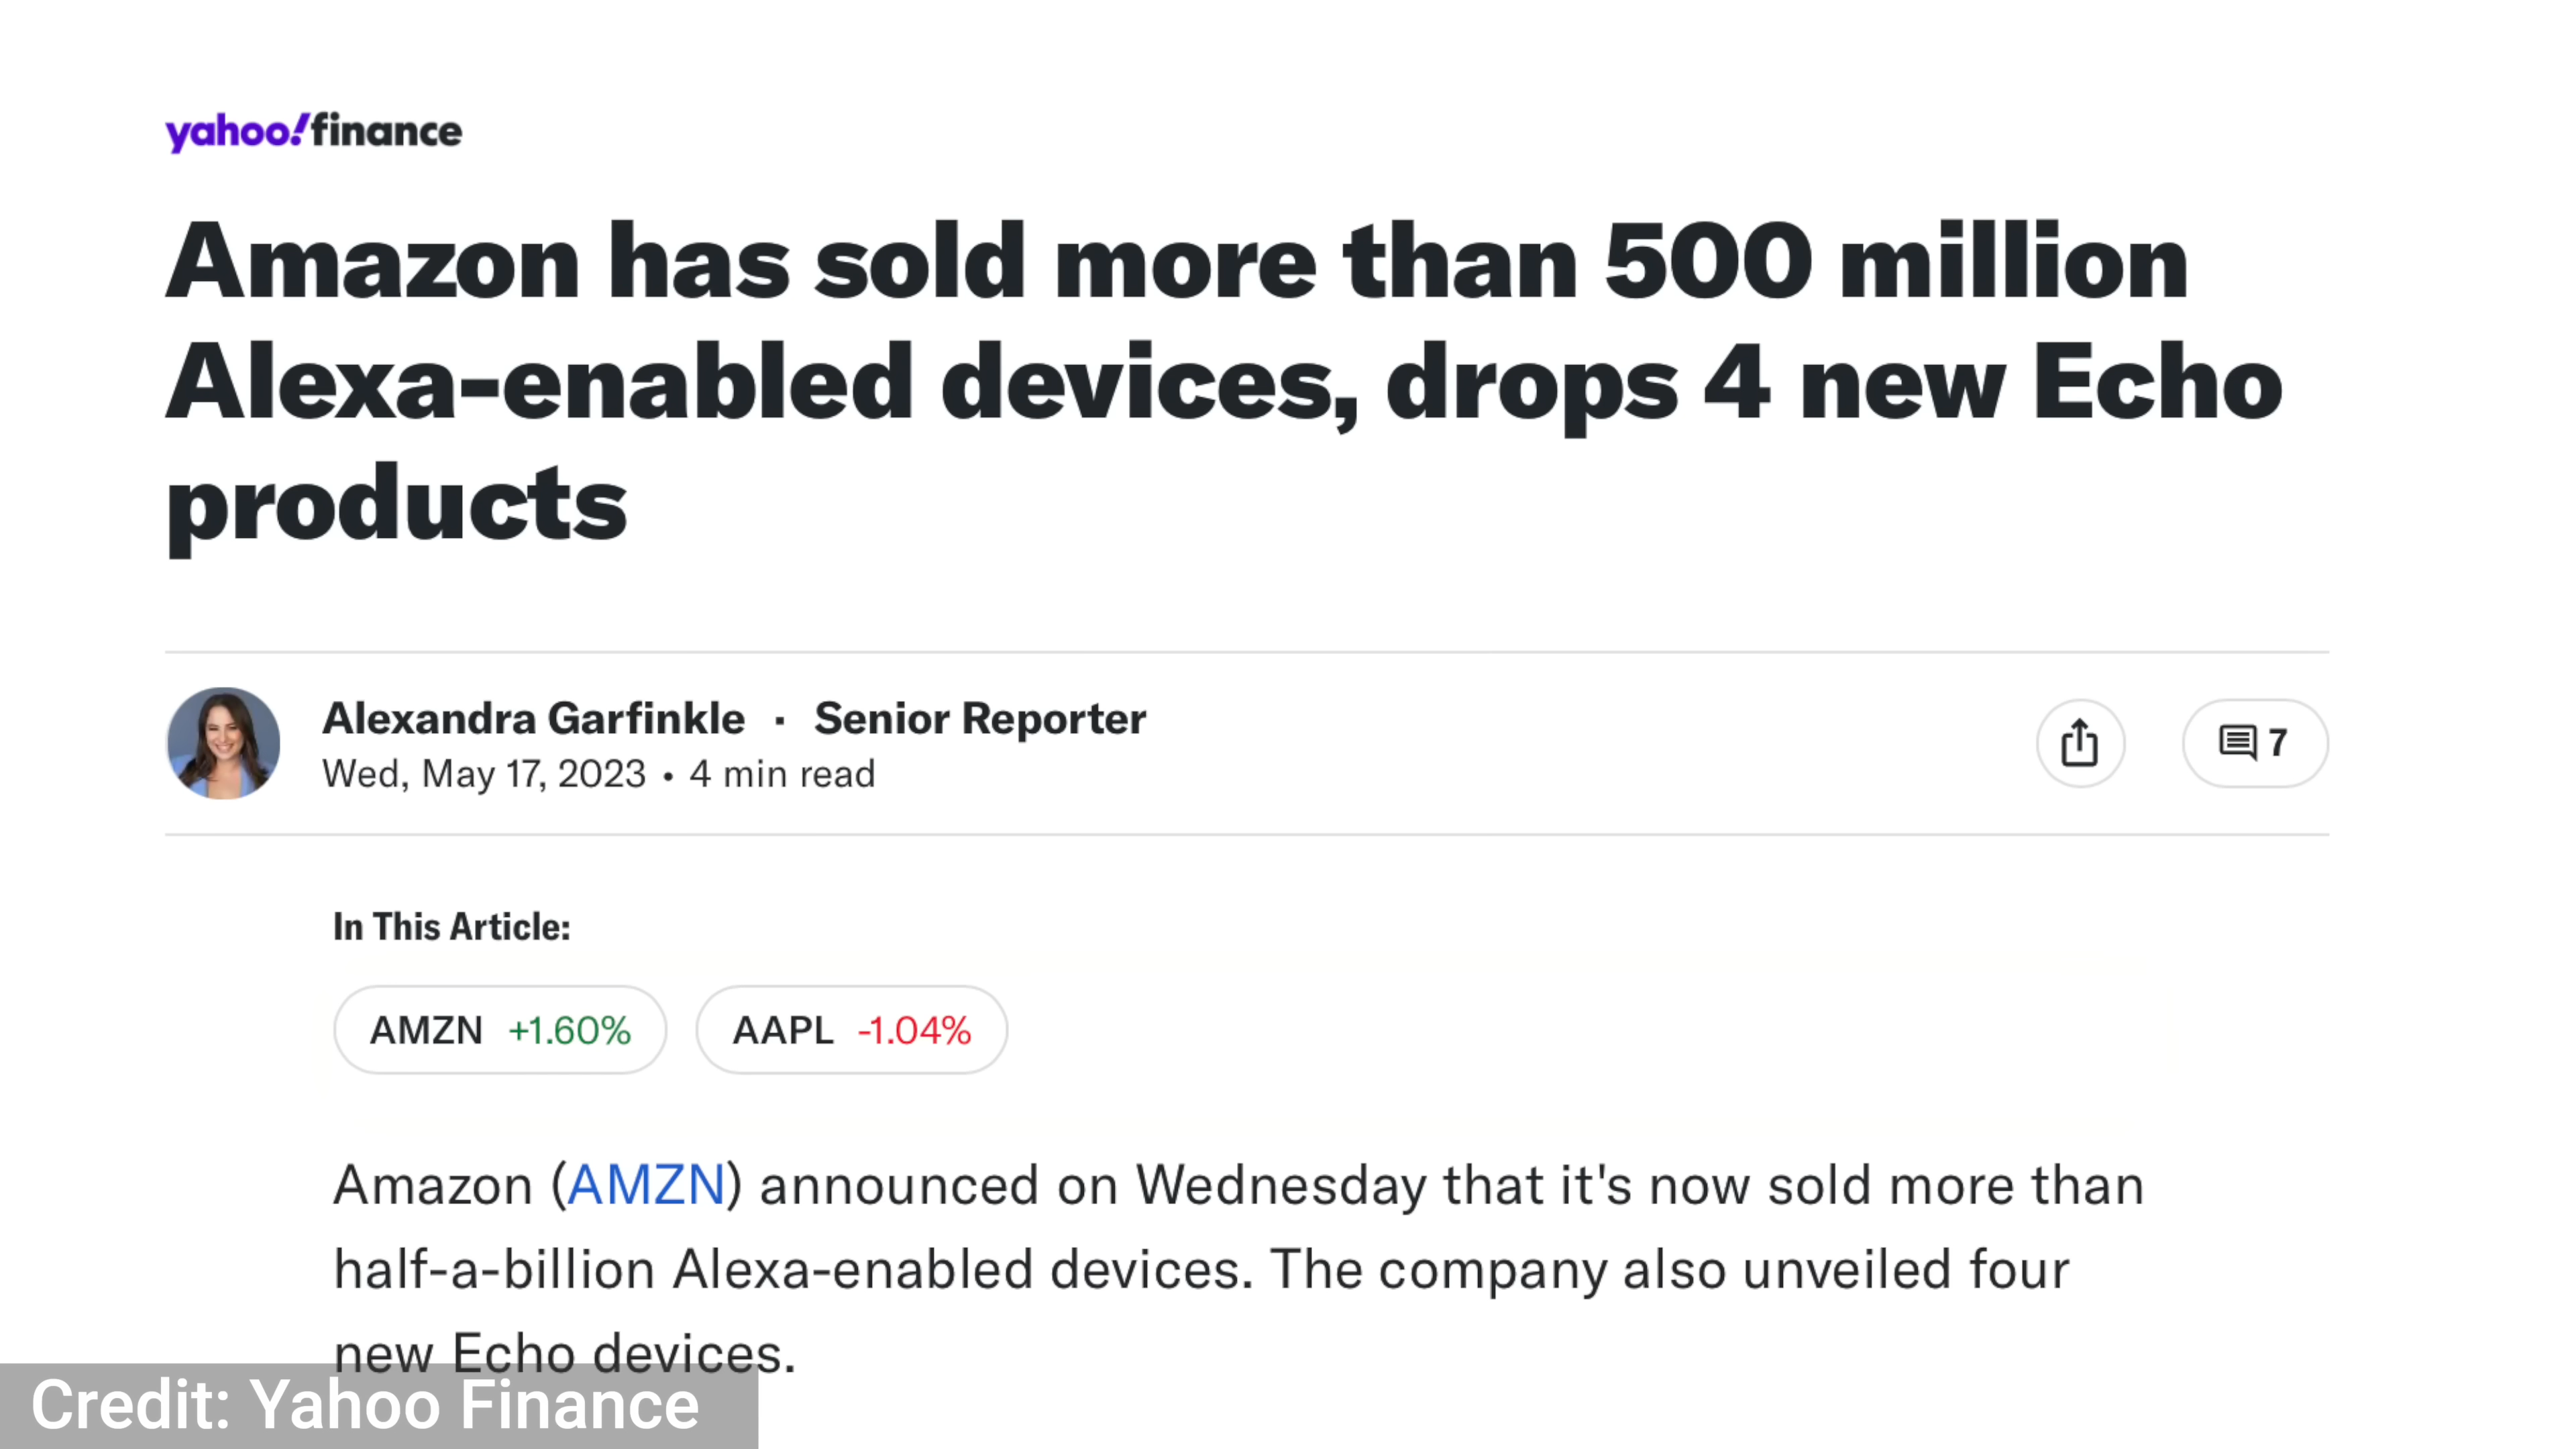 yahoo!finance
Amazon has sold more than 500 million
Alexa-enabled devices, drops 4 new Echo
products
Alexandra Garfinkle · Senior Reporter
Wed, May 17, 2023 • 4 min read
7
In This Article:
AMZN +1.60% AAPL -1.04%
Amazon (AMZN) announced on Wednesday that it's now sold more than
half-a-billion Alexa-enabled devices. The company also unveiled four
new Echo devices.
Credit: Yahoo Finance